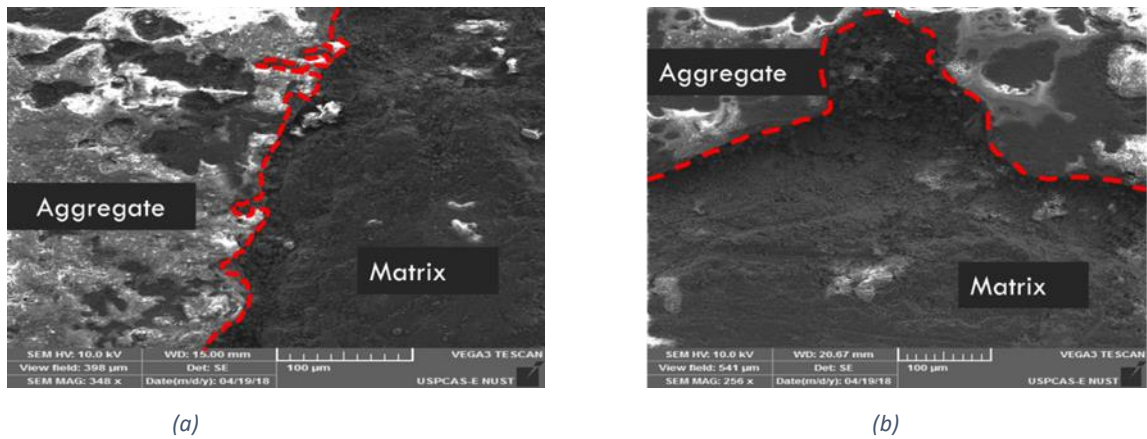 Aggregate
Matrix
SEM HV: 10.0 kV WD: 15.00 mm VEGA3 TESCAN
View field: 398 µm Det: SE 100 µm
SEM MAG: 348 x Date(m/d/y): 04/19/18 USPCAS-E NUST
(a)
Aggregate
Matrix
SEM HV: 10.0 kV WD: 20.67 mm VEGA3 TESCAN
View field: 541 µm Det: SE 100 µm
SEM MAG: 256 x Date(m/d/y): 04/19/18 USPCAS-E NUST
(b)